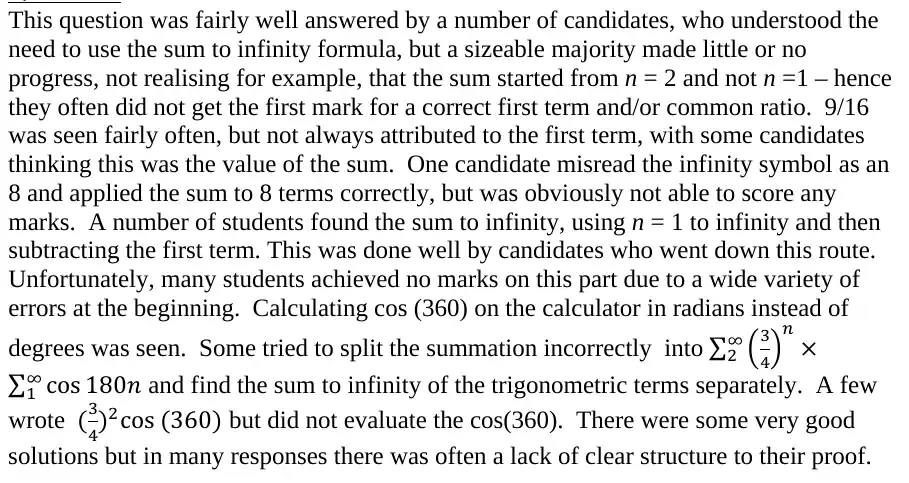 This question was fairly well answered by a number of candidates, who understood the
need to use the sum to infinity formula, but a sizeable majority made little or no
progress, not realising for example, that the sum started from n = 2 and not n =1 – hence
they often did not get the first mark for a correct first term and/or common ratio.  9/16
was seen fairly often, but not always attributed to the first term, with some candidates
thinking this was the value of the sum.  One candidate misread the infinity symbol as an
8 and applied the sum to 8 terms correctly, but was obviously not able to score any
marks.  A number of students found the sum to infinity, using n = 1 to infinity and then
subtracting the first term. This was done well by candidates who went down this route.
Unfortunately, many students achieved no marks on this part due to a wide variety of
errors at the beginning.  Calculating cos (360) on the calculator in radians instead of
degrees was seen.  Some tried to split the summation incorrectly  into ∑₂^∞ (3/4)ⁿ ×
∑₁^∞ cos 180n and find the sum to infinity of the trigonometric terms separately.  A few
wrote  (3/4)² cos (360) but did not evaluate the cos(360).  There were some very good
solutions but in many responses there was often a lack of clear structure to their proof.